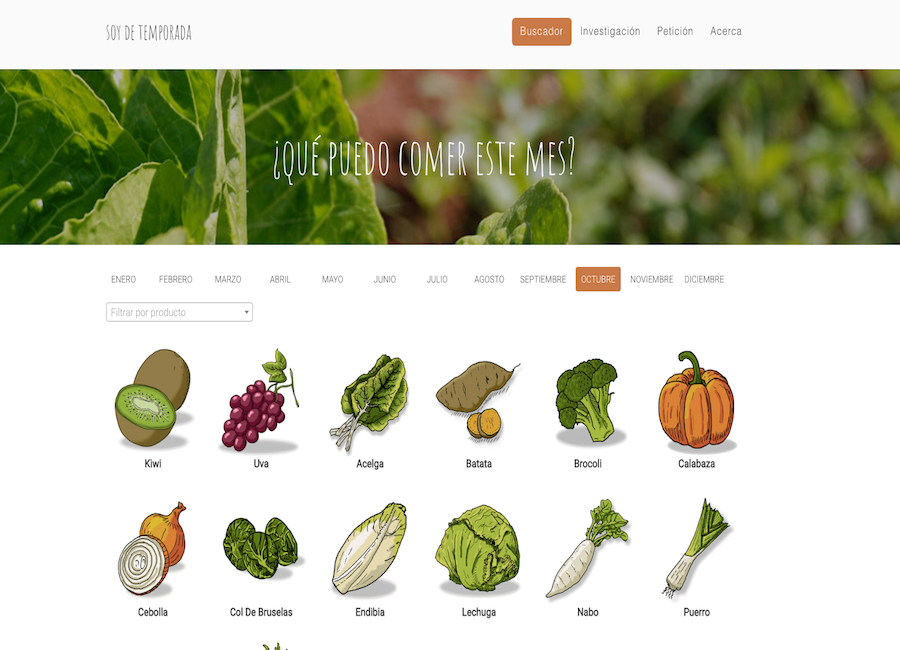 SOY DE TEMPORADA
Buscador Investigación Petición Acerca
¿QUÉ PUEDO COMER ESTE MES?
ENERO FEBRERO MARZO ABRIL MAYO JUNIO JULIO AGOSTO SEPTIEMBRE OCTUBRE NOVIEMBRE DICIEMBRE
Filtrar por producto
Kiwi Uva Acelga Batata Brocoli Calabaza
Cebolla Col De Bruselas Endibia Lechuga Nabo Puerro